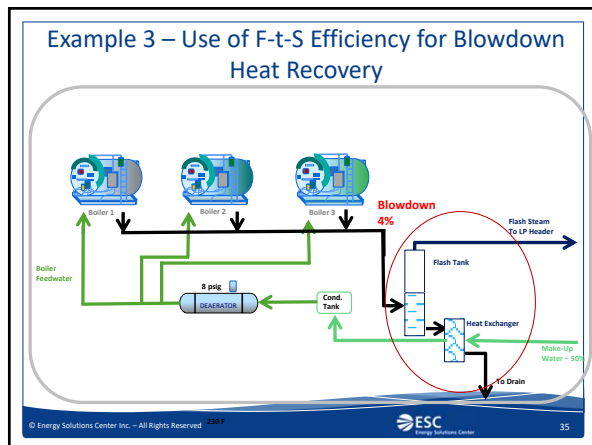 Example 3 – Use of F-t-S Efficiency for Blowdown
Heat Recovery
Boiler 1
Boiler 2
Boiler 3
Blowdown
4%
Flash Steam
To LP Header
Flash Tank
Boiler
Feedwater
8 psig
DEAERATOR
Cond.
Tank
Heat Exchanger
Make-Up
Water – 50%
To Drain
© Energy Solutions Center Inc. – All Rights Reserved
230 F
ESC
Energy Solutions Center
35